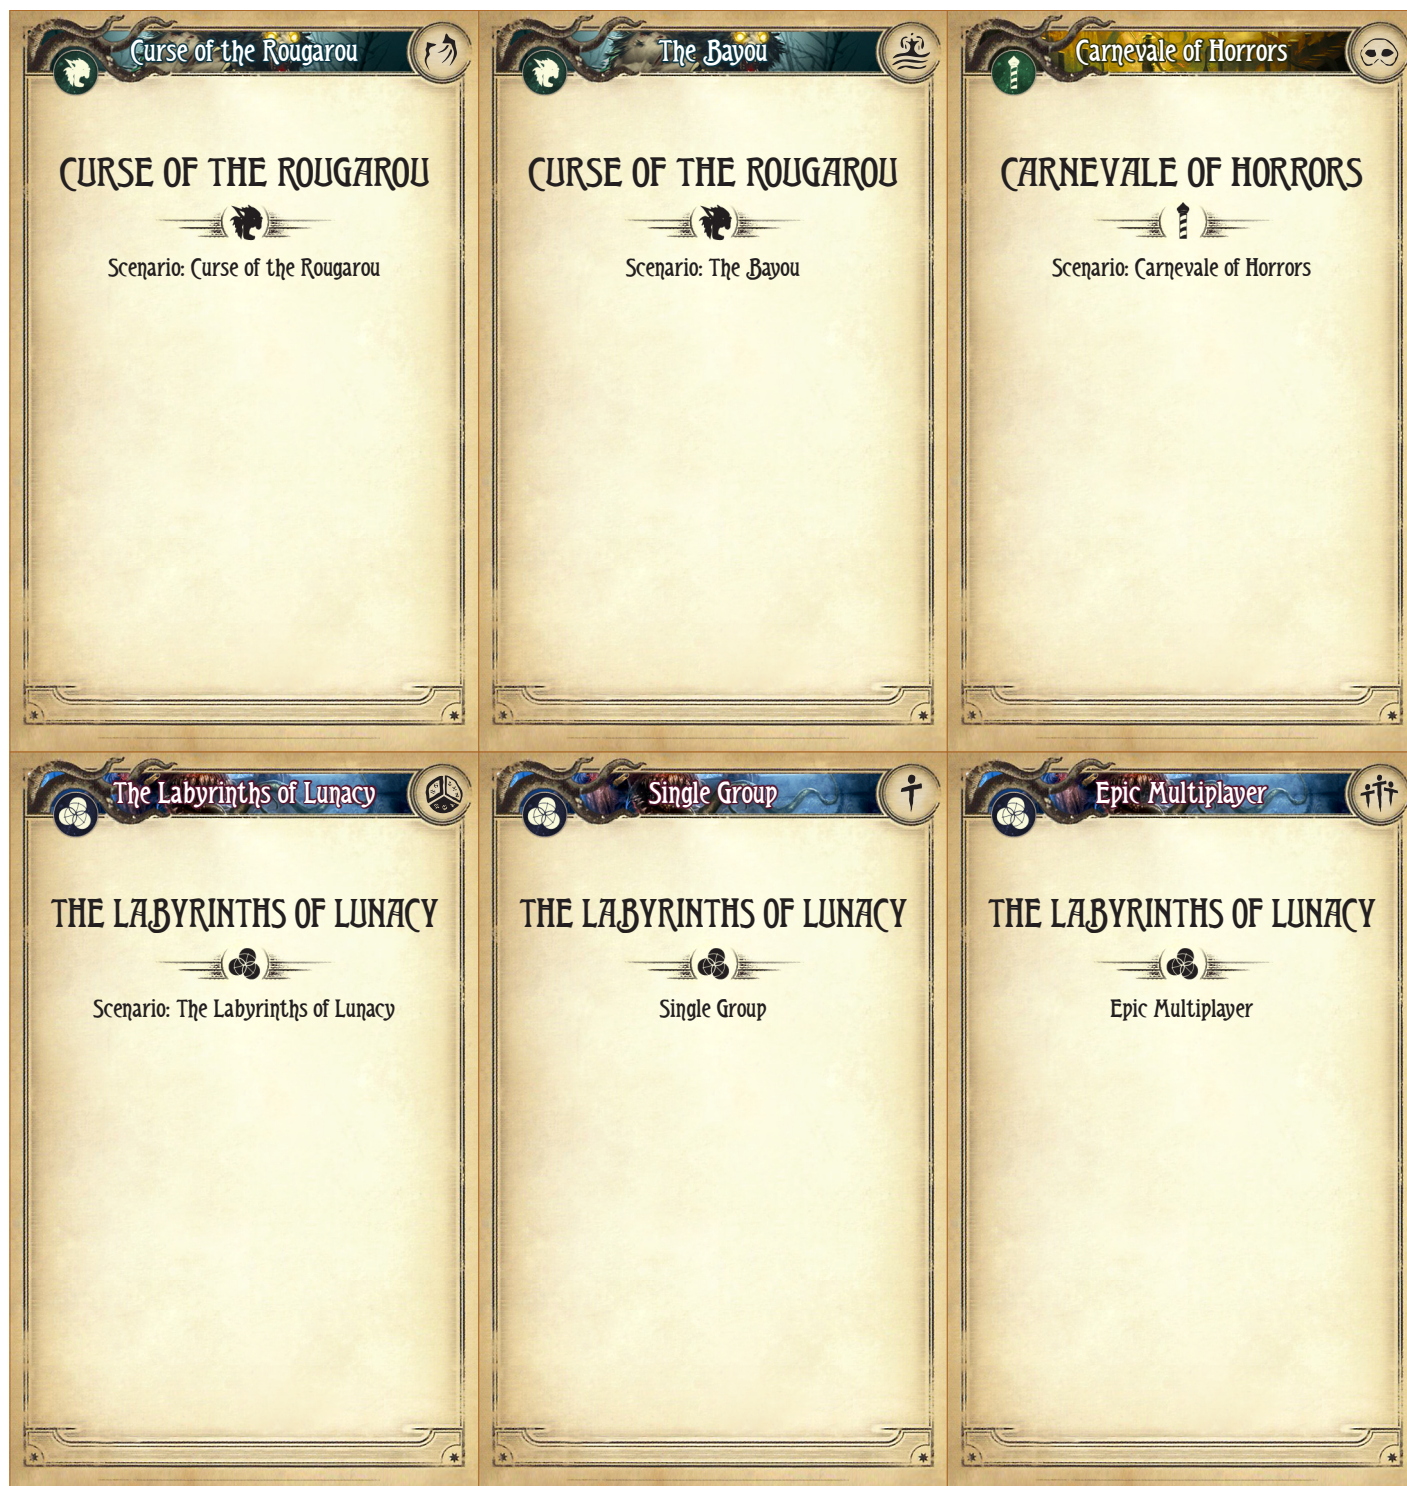 Curse of the Rougarou
CURSE OF THE ROUGAROU
Scenario: Curse of the Rougarou
The Bayou
CURSE OF THE ROUGAROU
Scenario: The Bayou
Carnevale of Horrors
CARNEVALE OF HORRORS
Scenario: Carnevale of Horrors
The Labyrinths of Lunacy
THE LABYRINTHS OF LUNACY
Scenario: The Labyrinths of Lunacy
Single Group
THE LABYRINTHS OF LUNACY
Single Group
Epic Multiplayer
THE LABYRINTHS OF LUNACY
Epic Multiplayer